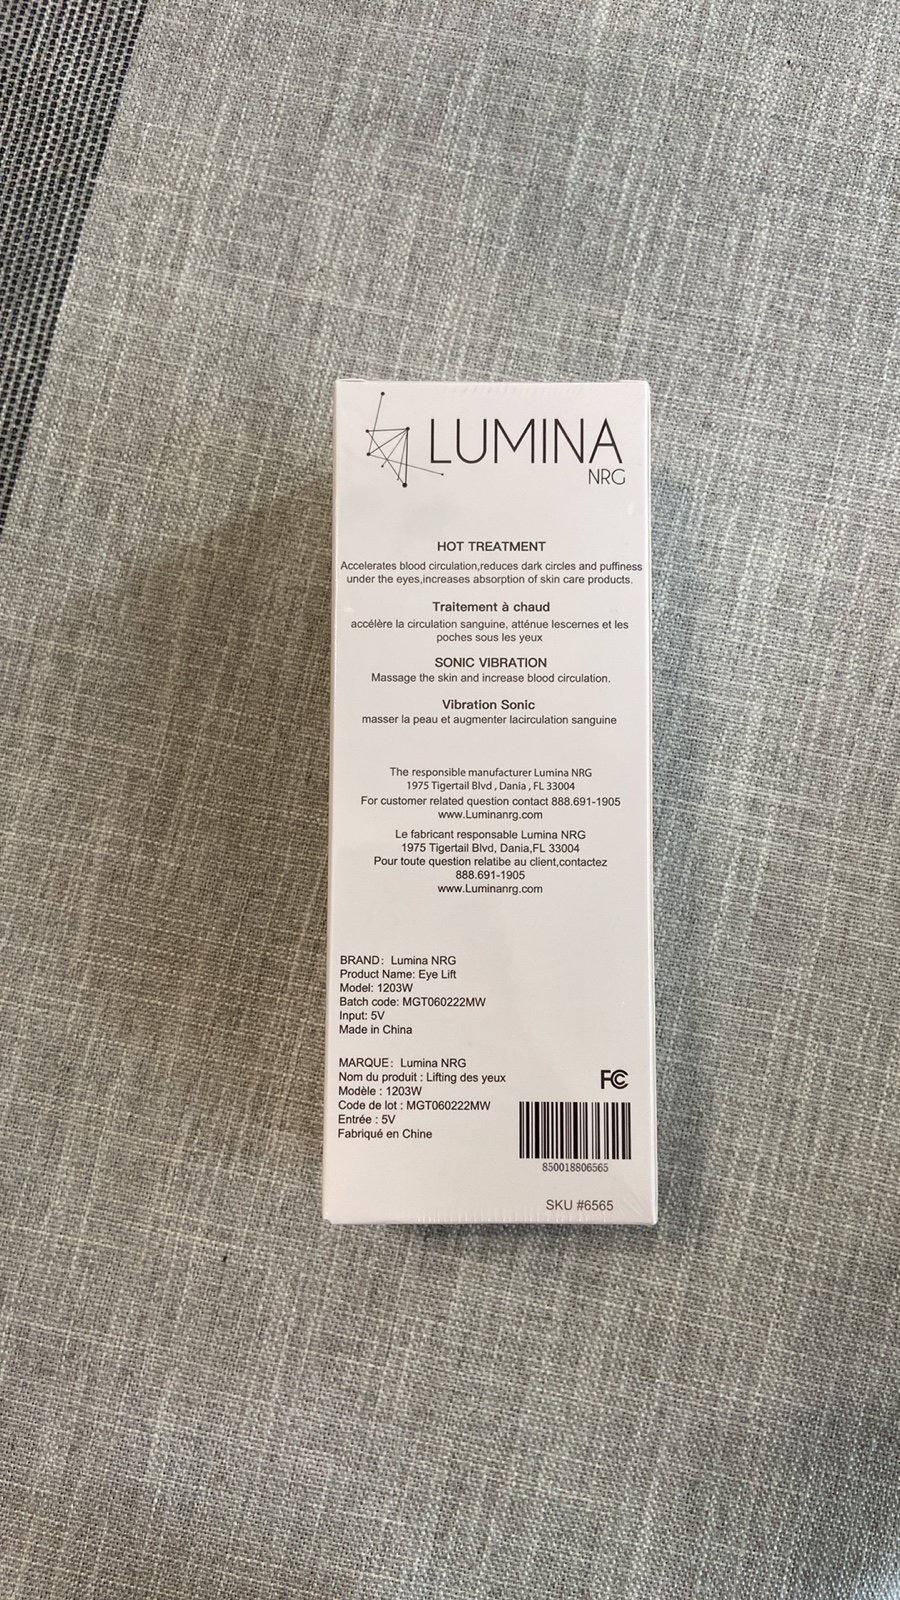 LUMINA
NRG
HOT TREATMENT
Accelerates blood circulation,reduces dark circles and puffiness
under the eyes,increases absorption of skin care products.
Traitement à chaud
accélère la circulation sanguine, atténue lescernes et les
poches sous les yeux
SONIC VIBRATION
Massage the skin and increase blood circulation.
Vibration Sonic
masser la peau et augmenter lacirculation sanguine
The responsible manufacturer Lumina NRG
1975 Tigertail Blvd , Dania , FL 33004
For customer related question contact 888.691-1905
www.Luminanrg.com
Le fabricant responsable Lumina NRG
1975 Tigertail Blvd, Dania,FL 33004
Pour toute question relatibe au client,contactez
888.691-1905
www.Luminanrg.com
BRAND: Lumina NRG
Product Name: Eye Lift
Model: 1203W
Batch code: MGT060222MW
Input: 5V
Made in China
MARQUE: Lumina NRG
Nom du produit : Lifting des yeux
Modèle : 1203W
Code de lot : MGT060222MW
Entrée : 5V
Fabriqué en Chine
FC
850018806565
SKU #6565